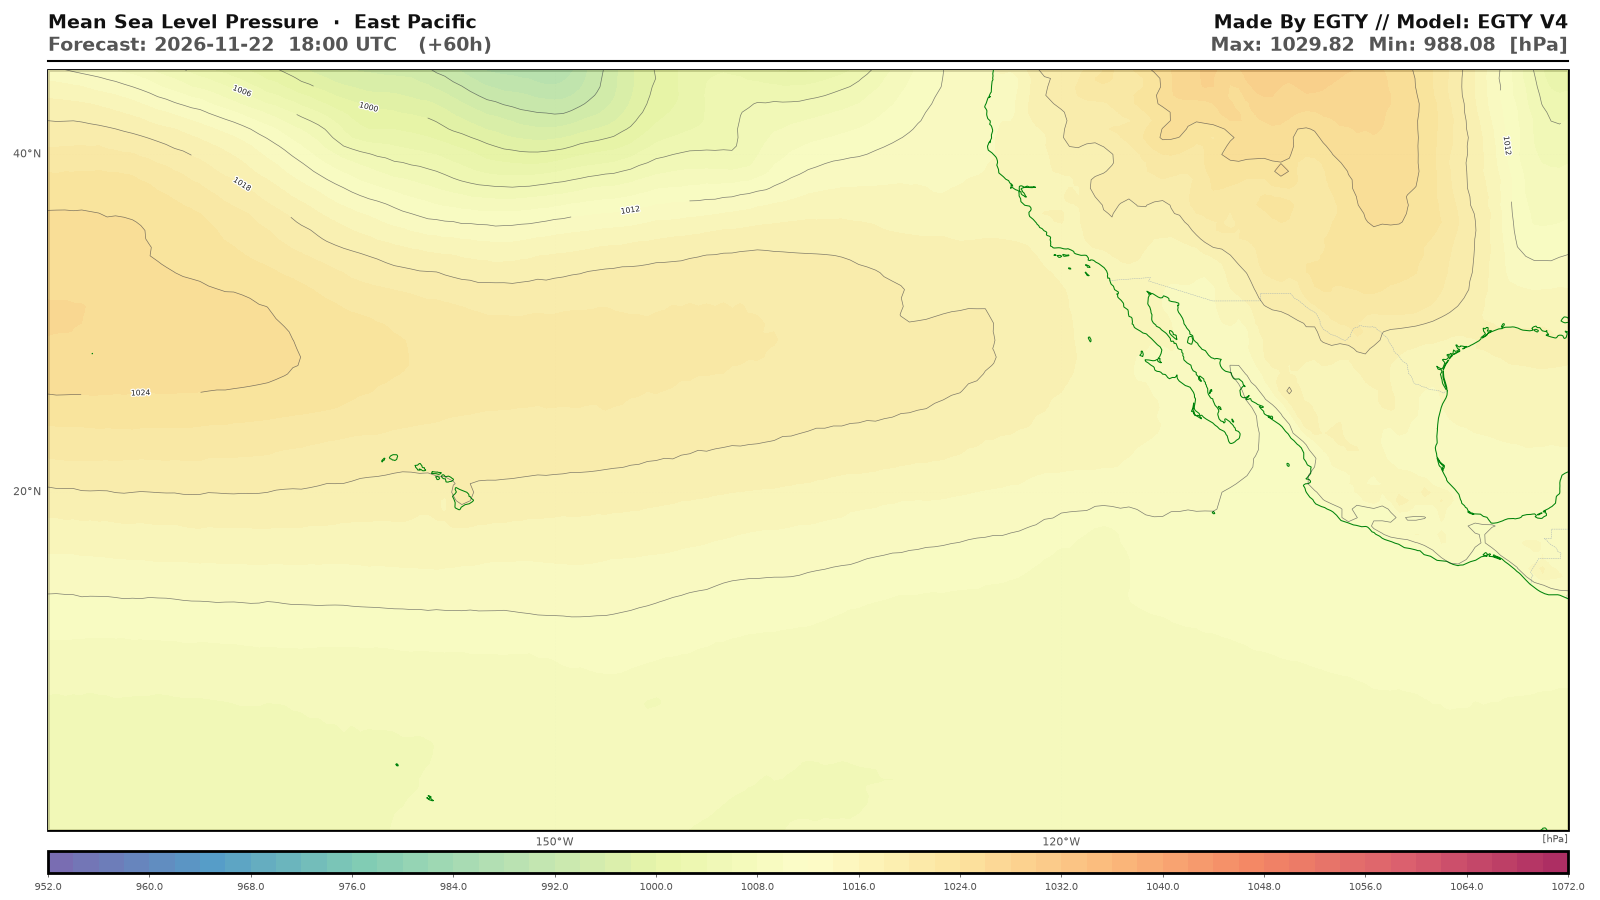 Mean Sea Level Pressure · East Pacific
Made By EGTY // Model: EGTY V4
Forecast: 2026-11-22 18:00 UTC (+60h)
Max: 1029.82 Min: 988.08 [hPa]
1006
1000
1012
40°N
1018
1012
1024
20°N
150°W
120°W
[hPa]
952.0 960.0 968.0 976.0 984.0 992.0 1000.0 1008.0 1016.0 1024.0 1032.0 1040.0 1048.0 1056.0 1064.0 1072.0